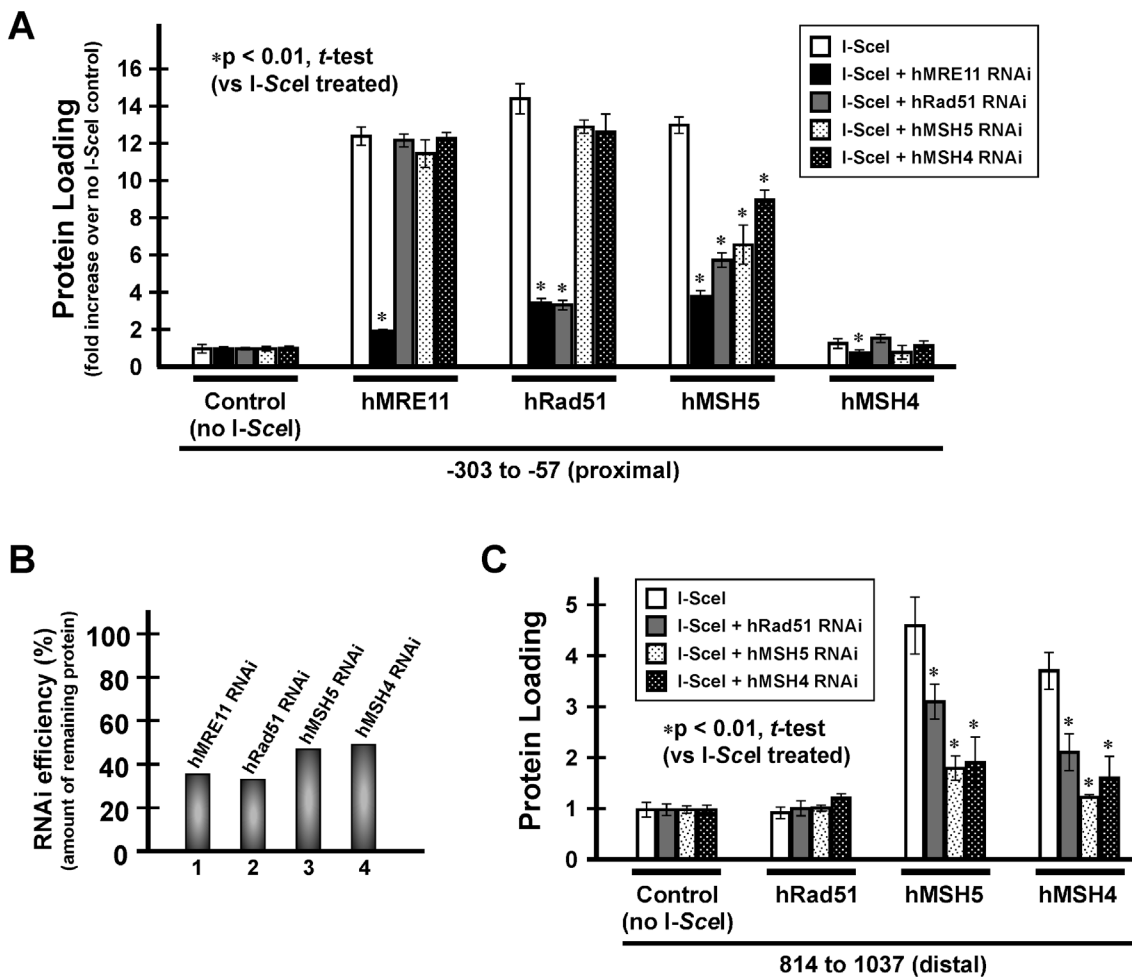 A
Protein Loading
(fold increase over no I-SceI control)
16
14
12
10
8
6
4
2
0
*p < 0.01, t-test
(vs I-SceI treated)
I-SceI
I-SceI + hMRE11 RNAi
I-SceI + hRad51 RNAi
I-SceI + hMSH5 RNAi
I-SceI + hMSH4 RNAi
*
* *
* * * *
*
Control
(no I-SceI)
hMRE11
hRad51
hMSH5
hMSH4
-303 to -57 (proximal)
B
RNAi efficiency (%)
(amount of remaining protein)
100
80
60
40
20
0
hMRE11 RNAi
hRad51 RNAi
hMSH5 RNAi
hMSH4 RNAi
1 2 3 4
C
Protein Loading
5
4
3
2
1
0
I-SceI
I-SceI + hRad51 RNAi
I-SceI + hMSH5 RNAi
I-SceI + hMSH4 RNAi
*p < 0.01, t-test
(vs I-SceI treated)
* * *
* * *
Control
(no I-SceI)
hRad51
hMSH5
hMSH4
814 to 1037 (distal)